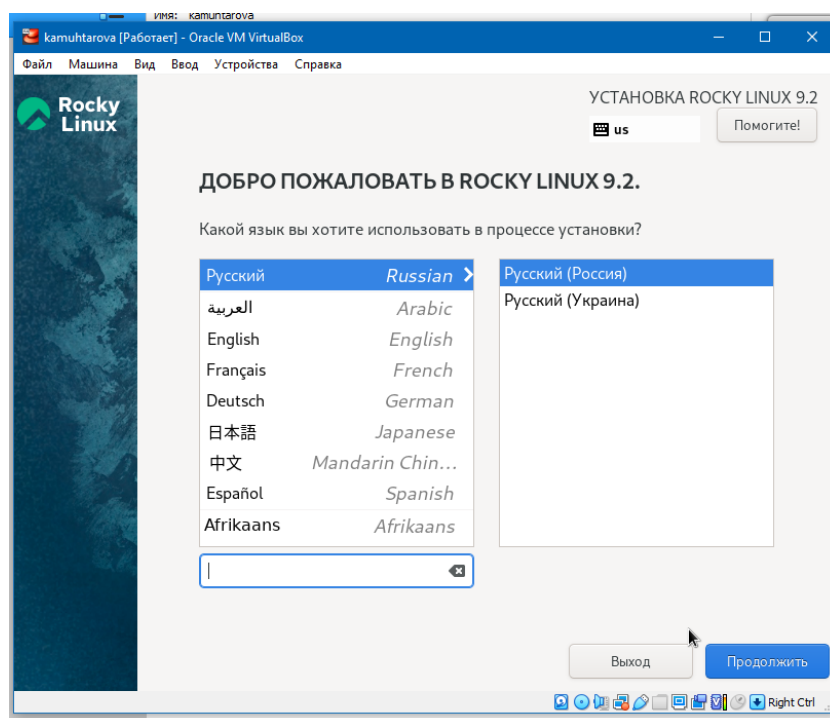 Имя: kamuhtarova
kamuhtarova [Работает] - Oracle VM VirtualBox
Файл Машина Вид Ввод Устройства Справка
Rocky
Linux
УСТАНОВКА ROCKY LINUX 9.2
us
Помогите!
ДОБРО ПОЖАЛОВАТЬ В ROCKY LINUX 9.2.
Какой язык вы хотите использовать в процессе установки?
Русский Russian
العربية Arabic
English English
Français French
Deutsch German
日本語 Japanese
中文 Mandarin Chin...
Español Spanish
Afrikaans Afrikaans
Русский (Россия)
Русский (Украина)
Выход
Продолжить
Right Ctrl